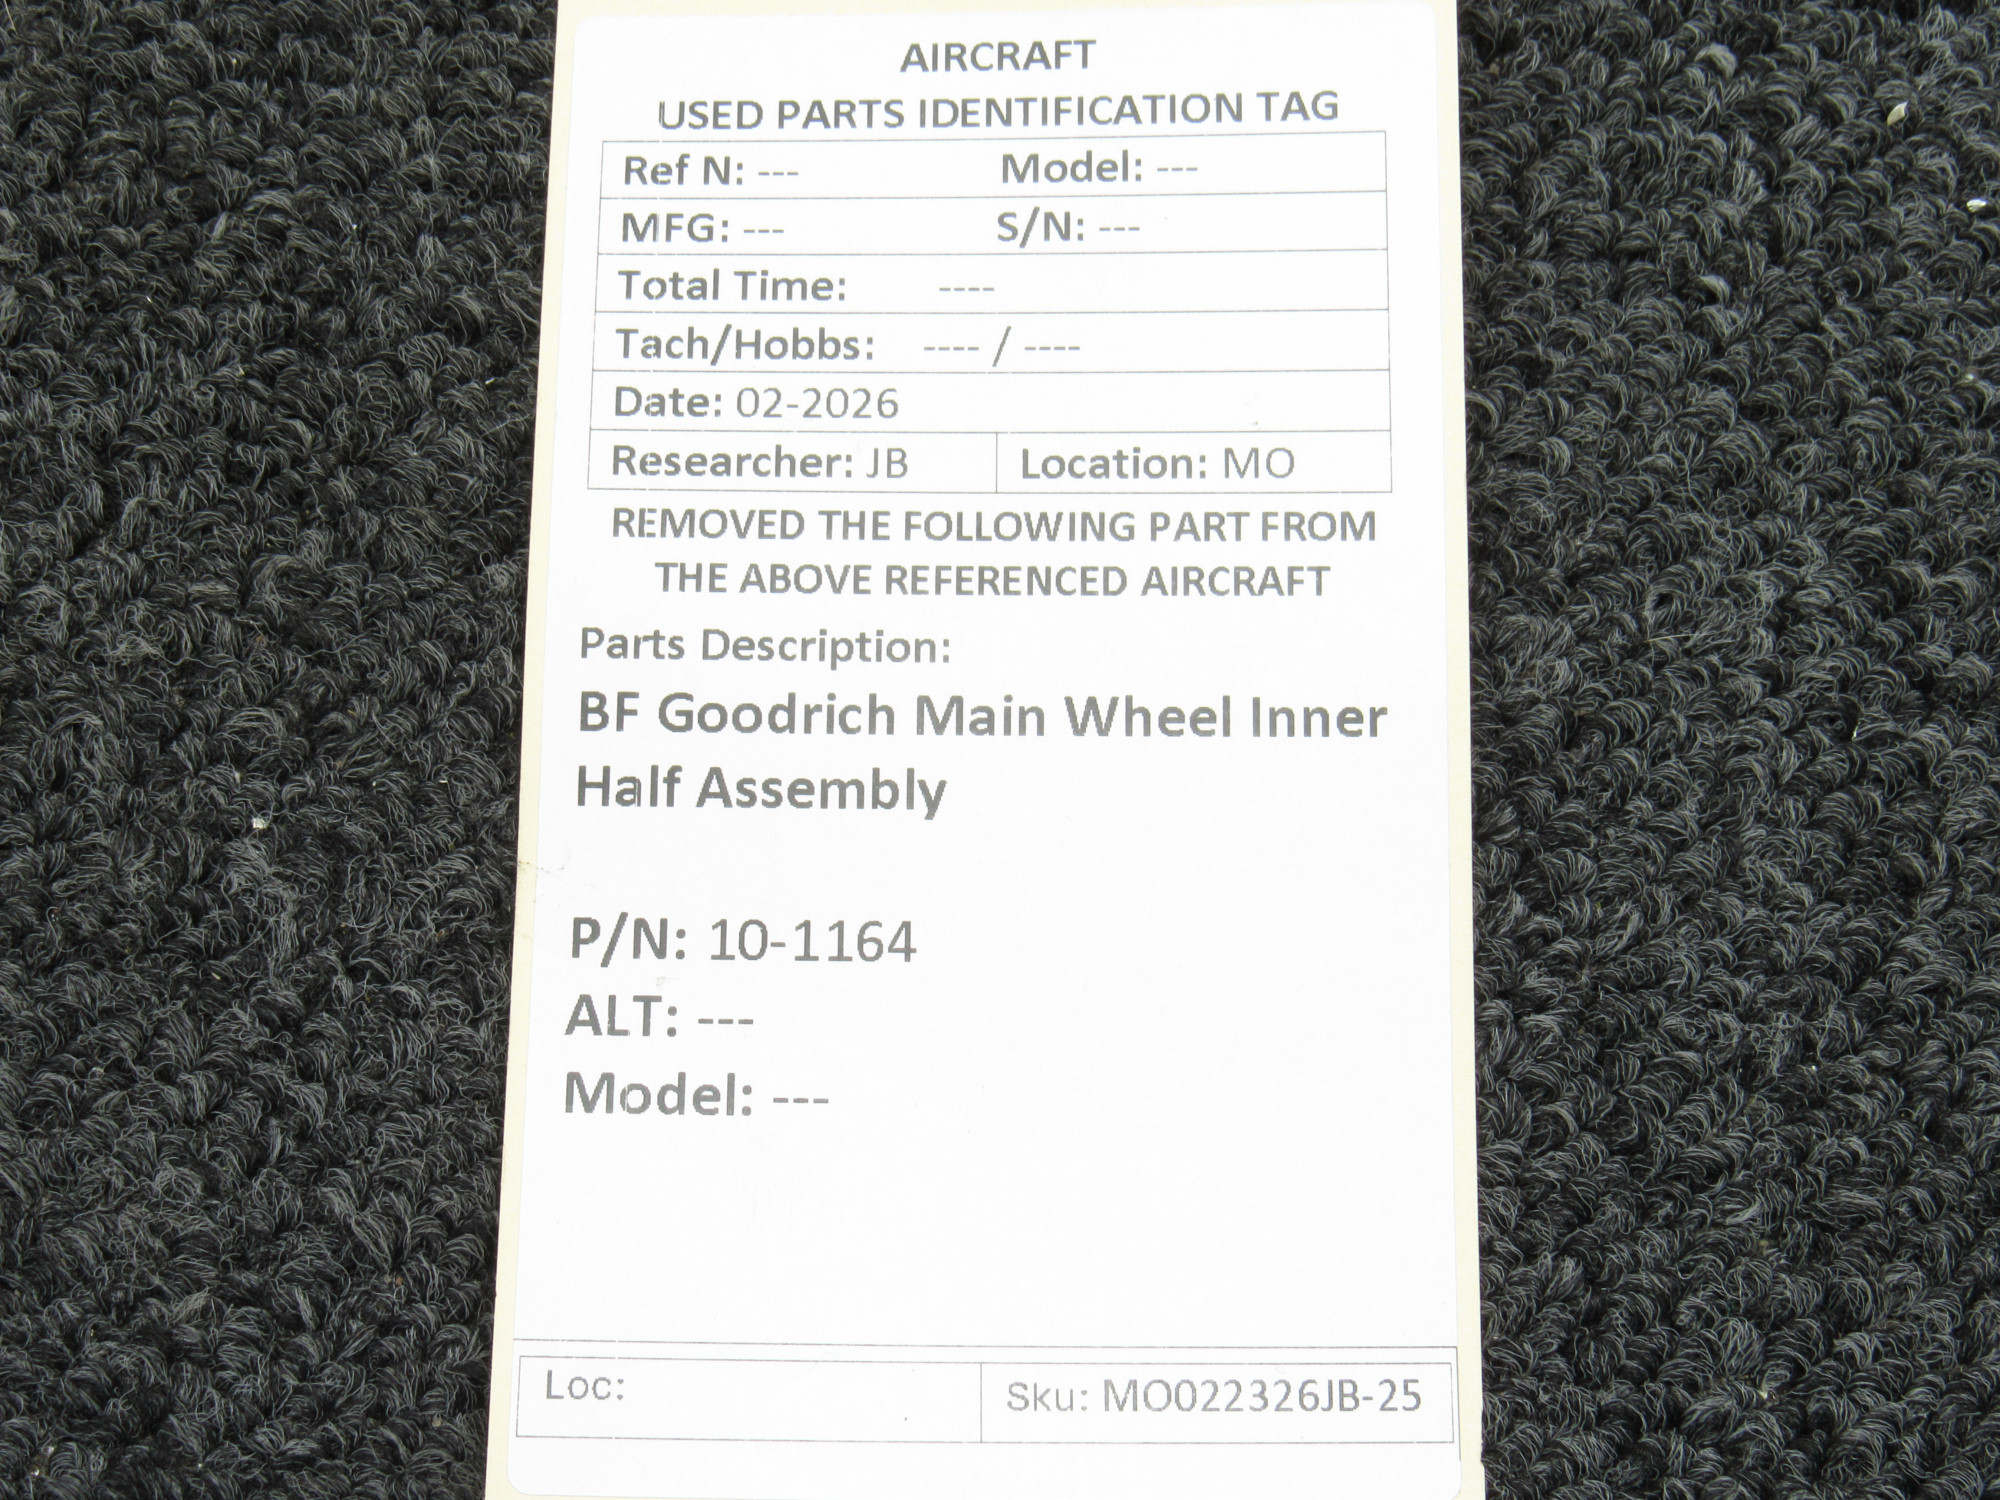 AIRCRAFT
USED PARTS IDENTIFICATION TAG
Ref N: --- Model: ---
MFG: --- S/N: ---
Total Time: ----
Tach/Hobbs: ---- / ----
Date: 02-2026
Researcher: JB Location: MO
REMOVED THE FOLLOWING PART FROM
THE ABOVE REFERENCED AIRCRAFT
Parts Description:
BF Goodrich Main Wheel Inner
Half Assembly
P/N: 10-1164
ALT: ---
Model: ---
Loc: Sku: MO022326JB-25